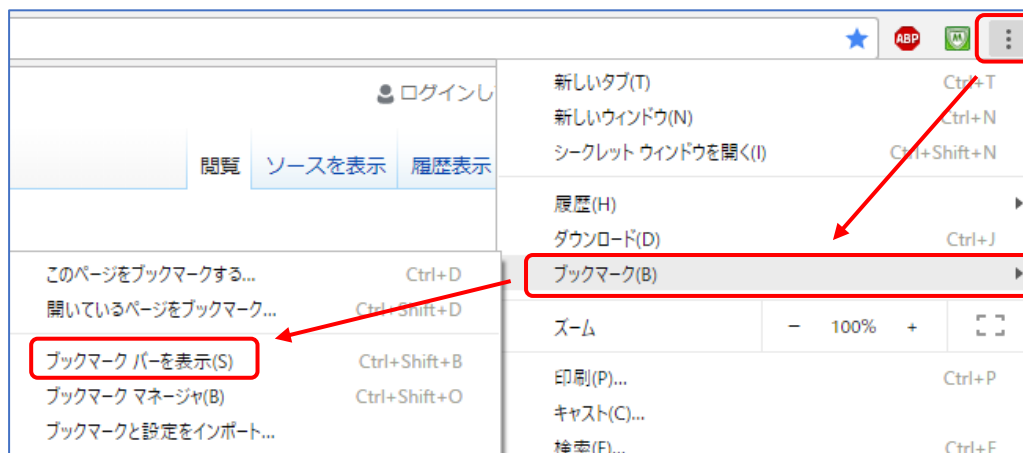 ABP
M
新しいタブ(T) Ctrl+T
新しいウィンドウ(N) Ctrl+N
シークレット ウィンドウを開く(I) Ctrl+Shift+N
履歴(H)
ダウンロード(D) Ctrl+J
ブックマーク(B)
ズーム − 100% +
印刷(P)... Ctrl+P
キャスト(C)...
検索(F)... Ctrl+F
ログインし
閲覧 ソースを表示 履歴表示
このページをブックマークする... Ctrl+D
開いているページをブックマーク... Ctrl+Shift+D
ブックマーク バーを表示(S) Ctrl+Shift+B
ブックマーク マネージャ(B) Ctrl+Shift+O
ブックマークと設定をインポート...